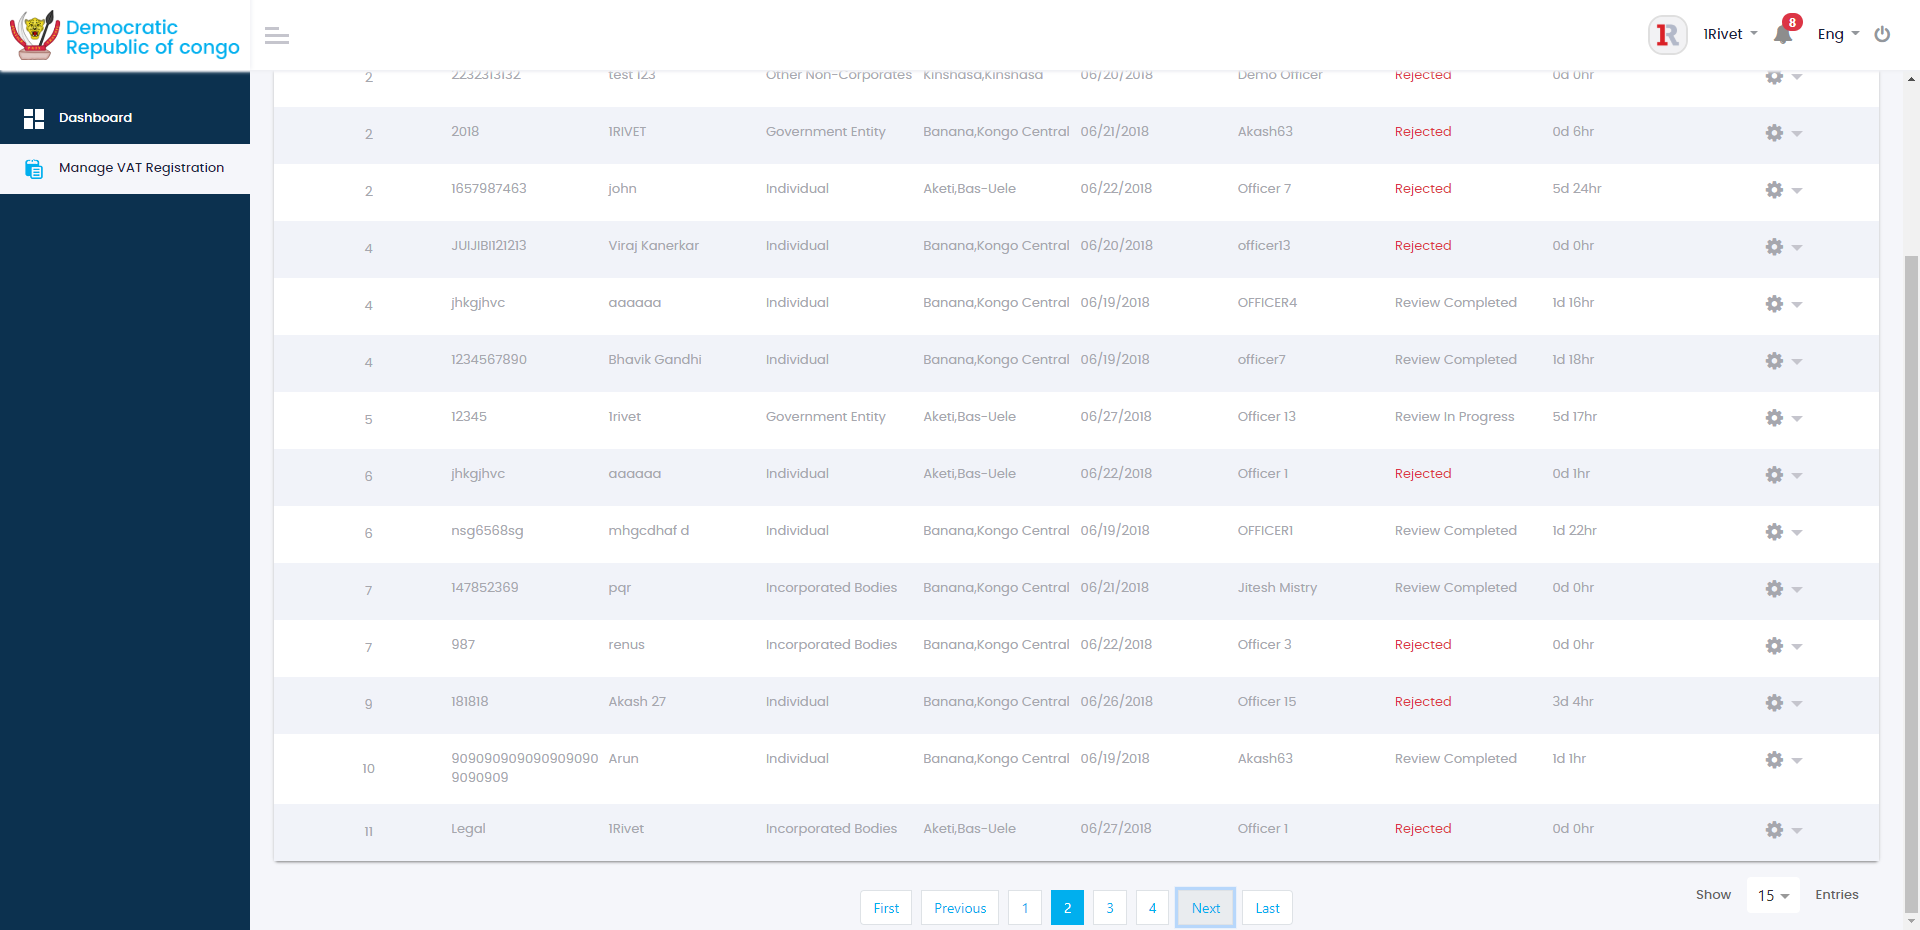 Democratic
Republic of congo
1R
1Rivet
8
Eng
Dashboard
Manage VAT Registration
2 2232313132 test 123 Other Non-Corporates Kinshasa,Kinshasa 06/20/2018 Demo Officer Rejected 0d 0hr
2 2018 1RIVET Government Entity Banana,Kongo Central 06/21/2018 Akash63 Rejected 0d 6hr
2 1657987463 john Individual Aketi,Bas-Uele 06/22/2018 Officer 7 Rejected 5d 24hr
4 JUIJIBI121213 Viraj Kanerkar Individual Banana,Kongo Central 06/20/2018 officer13 Rejected 0d 0hr
4 jhkgjhvc aaaaaa Individual Banana,Kongo Central 06/19/2018 OFFICER4 Review Completed 1d 16hr
4 1234567890 Bhavik Gandhi Individual Banana,Kongo Central 06/19/2018 officer7 Review Completed 1d 18hr
5 12345 1rivet Government Entity Aketi,Bas-Uele 06/27/2018 Officer 13 Review In Progress 5d 17hr
6 jhkgjhvc aaaaaa Individual Aketi,Bas-Uele 06/22/2018 Officer 1 Rejected 0d 1hr
6 nsg6568sg mhgcdhaf d Individual Banana,Kongo Central 06/19/2018 OFFICER1 Review Completed 1d 22hr
7 147852369 pqr Incorporated Bodies Banana,Kongo Central 06/21/2018 Jitesh Mistry Review Completed 0d 0hr
7 987 renus Incorporated Bodies Banana,Kongo Central 06/22/2018 Officer 3 Rejected 0d 0hr
9 181818 Akash 27 Individual Banana,Kongo Central 06/26/2018 Officer 15 Rejected 3d 4hr
10 909090909090909090 Arun Individual Banana,Kongo Central 06/19/2018 Akash63 Review Completed 1d 1hr
9090909
11 Legal 1Rivet Incorporated Bodies Aketi,Bas-Uele 06/27/2018 Officer 1 Rejected 0d 0hr
First Previous 1 2 3 4 Next Last
Show 15 Entries